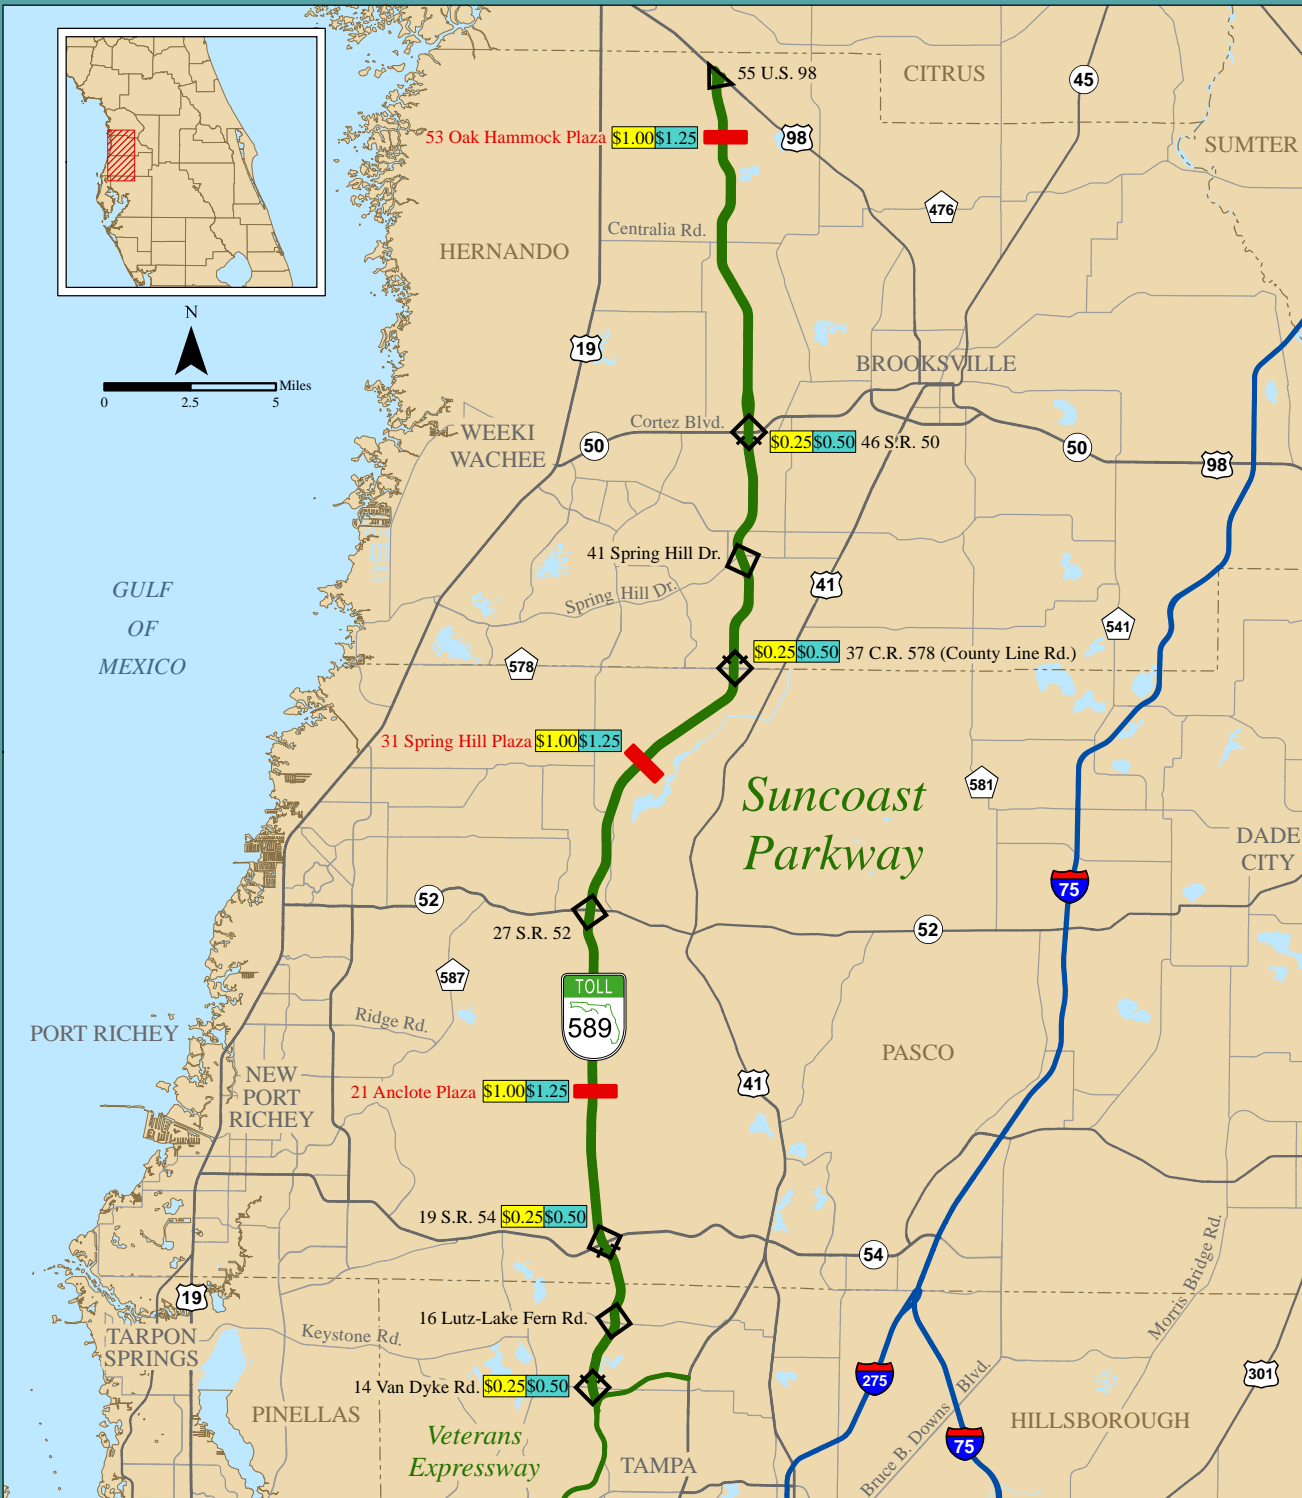 55 U.S. 98
CITRUS
45
53 Oak Hammock Plaza $1.00 $1.25
98
SUMTER
476
Centralia Rd.
HERNANDO
N
Miles
0 2.5 5
19
BROOKSVILLE
Cortez Blvd.
WEEKI
WACHEE
50
$0.25 $0.50 46 S.R. 50
50
98
41 Spring Hill Dr.
Spring Hill Dr.
41
GULF
OF
MEXICO
541
578
$0.25 $0.50 37 C.R. 578 (County Line Rd.)
31 Spring Hill Plaza $1.00 $1.25
Suncoast
Parkway
581
DADE
CITY
75
52
52
27 S.R. 52
587
TOLL
589
Ridge Rd.
PORT RICHEY
NEW
PORT
RICHEY
PASCO
41
21 Anclote Plaza $1.00 $1.25
19 S.R. 54 $0.25 $0.50
54
Morris Bridge Rd.
19
16 Lutz-Lake Fern Rd.
TARPON
SPRINGS
Keystone Rd.
14 Van Dyke Rd. $0.25 $0.50
275
301
PINELLAS
Veterans
Expressway
Bruce B. Downs Blvd.
HILLSBOROUGH
75
TAMPA